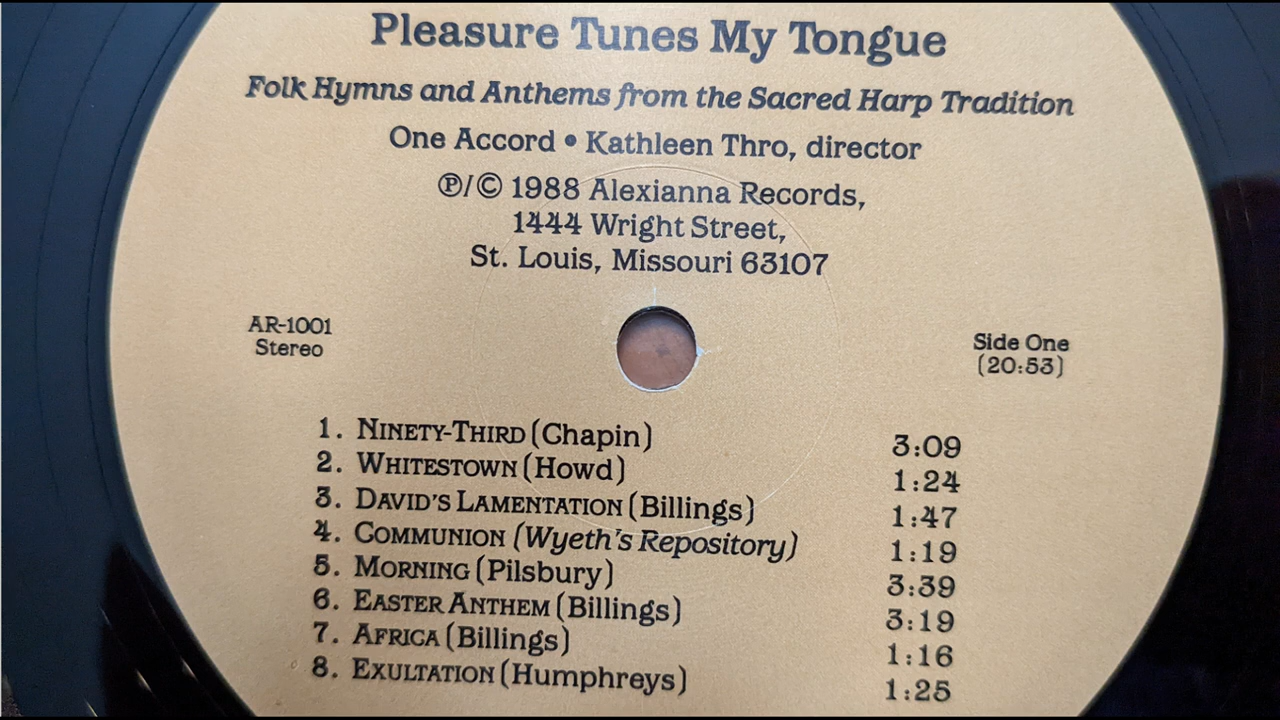 Pleasure Tunes My Tongue
Folk Hymns and Anthems from the Sacred Harp Tradition
One Accord • Kathleen Thro, director
℗/© 1988 Alexianna Records,
1444 Wright Street,
St. Louis, Missouri 63107
AR-1001
Stereo
Side One
(20:53)
1. NINETY-THIRD (Chapin) 3:09
2. WHITESTOWN (Howd) 1:24
3. DAVID'S LAMENTATION (Billings) 1:47
4. COMMUNION (Wyeth's Repository) 1:19
5. MORNING (Pilsbury) 3:39
6. EASTER ANTHEM (Billings) 3:19
7. AFRICA (Billings) 1:16
8. EXULTATION (Humphreys) 1:25